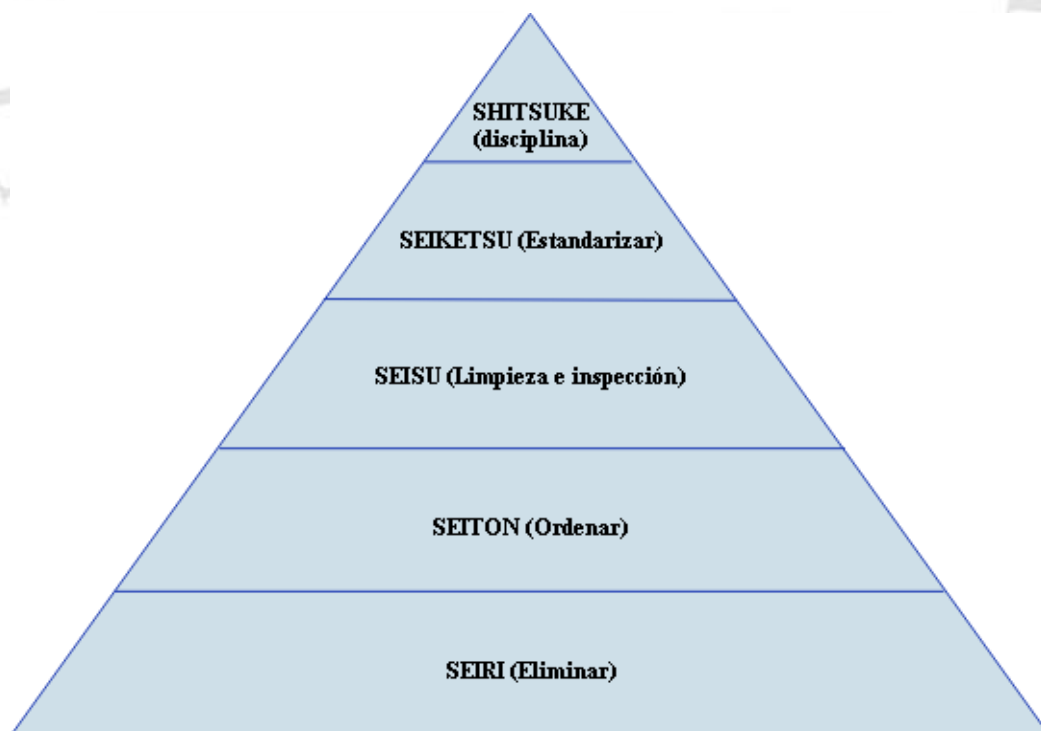 SHITSUKE
(disciplina)
SEIKETSU (Estandarizar)
SEISU (Limpieza e inspección)
SEITON (Ordenar)
SEIRI (Eliminar)